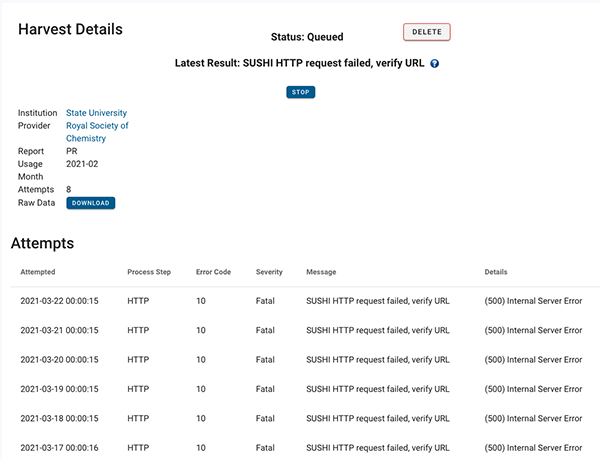 Harvest Details
Status: Queued
DELETE
Latest Result: SUSHI HTTP request failed, verify URL ?
STOP
Institution State University
Provider Royal Society of
Chemistry
Report PR
Usage 2021-02
Month
Attempts 8
Raw Data DOWNLOAD
Attempts
Attempted Process Step Error Code Severity Message Details
2021-03-22 00:00:15 HTTP 10 Fatal SUSHI HTTP request failed, verify URL (500) Internal Server Error
2021-03-21 00:00:15 HTTP 10 Fatal SUSHI HTTP request failed, verify URL (500) Internal Server Error
2021-03-20 00:00:15 HTTP 10 Fatal SUSHI HTTP request failed, verify URL (500) Internal Server Error
2021-03-19 00:00:15 HTTP 10 Fatal SUSHI HTTP request failed, verify URL (500) Internal Server Error
2021-03-18 00:00:15 HTTP 10 Fatal SUSHI HTTP request failed, verify URL (500) Internal Server Error
2021-03-17 00:00:16 HTTP 10 Fatal SUSHI HTTP request failed, verify URL (500) Internal Server Error